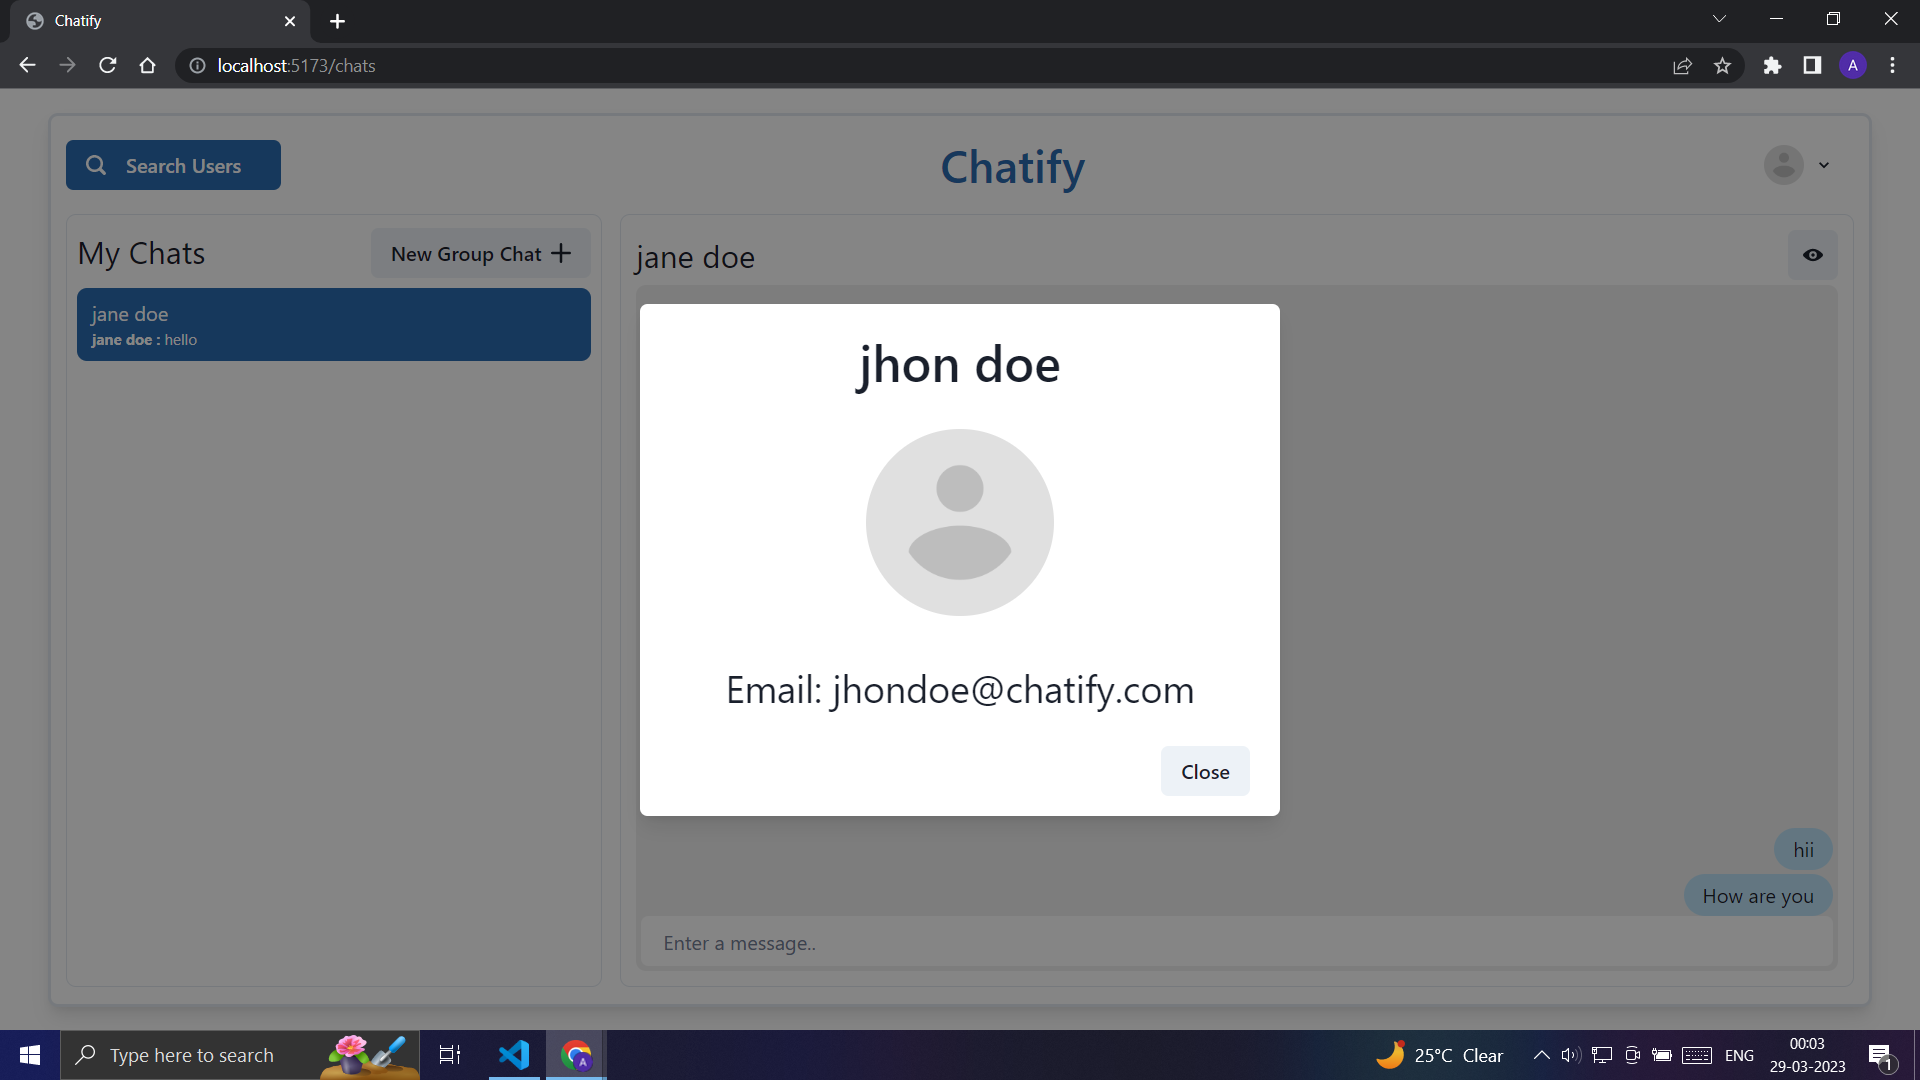 Chatify
localhost:5173/chats
A
Search Users
Chatify
My Chats
New Group Chat
jane doe
jane doe
jane doe : hello
jhon doe
Email: jhondoe@chatify.com
Close
hii
How are you
Enter a message..
Type here to search
A
25°C Clear
ENG
00:03
29-03-2023
1